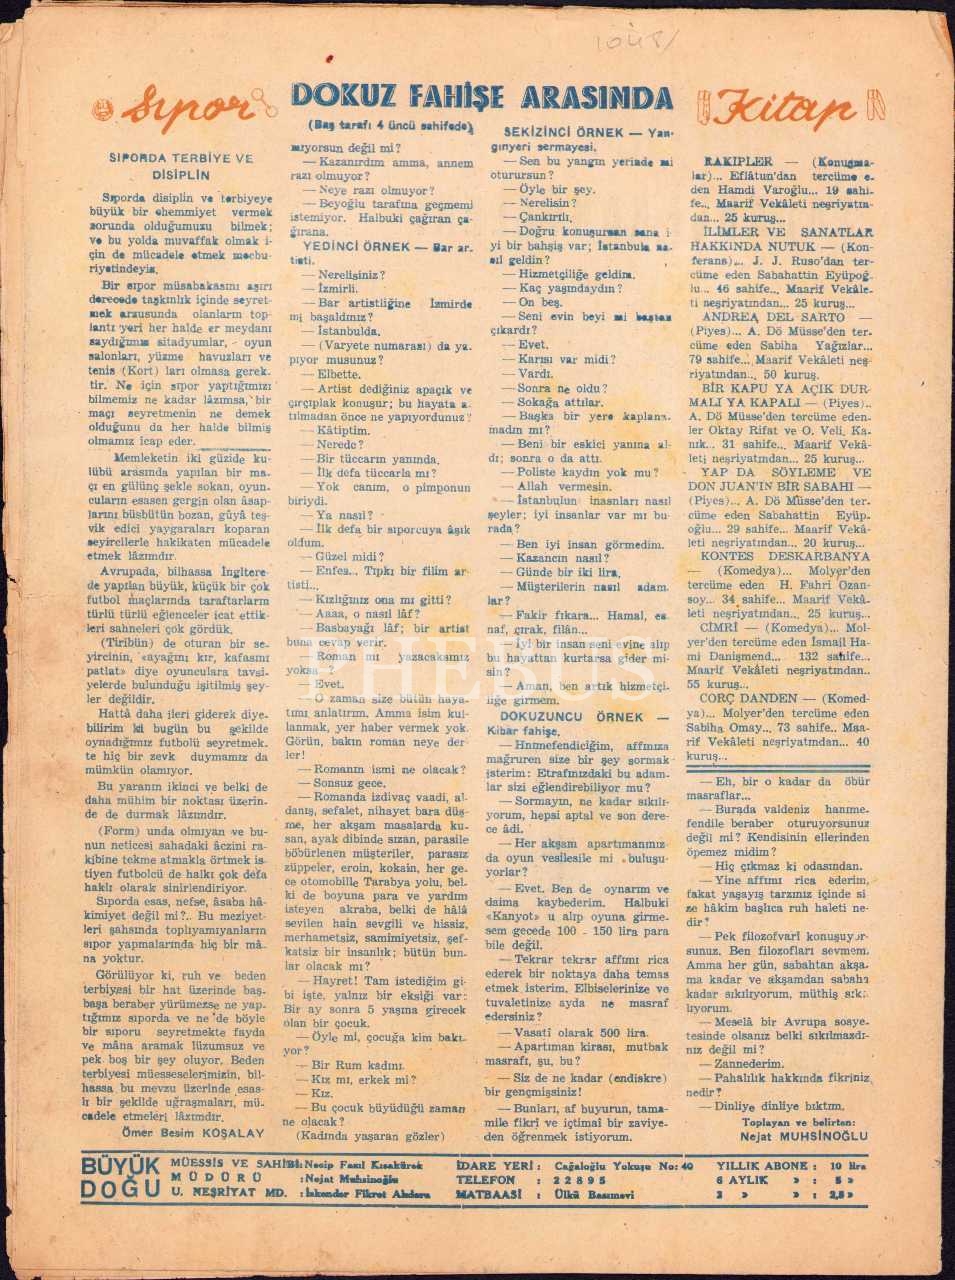 1048/
Sıpor
SIPORDA TERBİYE VE
DİSİPLİN
Sıporda disiplin ve terbiyeye
büyük bir ehemmiyet vermek
zorunda olduğumuzu bilmek;
ve bu yolda muvaffak olmak i-
çin de mücadele etmek mecbu-
riyetindeyiz.
Bir sıpor müsabakasını aşırı
derecede taşkınlık içinde seyret-
mek arzusunda olanların top-
lantı yeri her halde er meydanı
saydığımız sitadyumlar, oyun
salonları, yüzme havuzları ve
tenis (Kort) ları olmasa gerek-
tir. Ne için sıpor yaptığımızı
bilmemiz ne kadar lâzımsa, bir
maçı seyretmenin ne demek
olduğunu da her halde bilmiş
olmamız icap eder.
Memleketin iki güzide ku-
lübü arasında yapılan bir ma-
çı en gülünç şekle sokan, oyun-
cuların esasen gergin olan âsap-
larını büsbütün bozan, gûyâ teş-
vik edici yaygaraları koparan
seyircilerle hakikaten mücadele
etmek lâzımdır.
Avrupada, bilhassa İngiltere-
de yapılan büyük, küçük bir çok
futbol maçlarında taraftarların
türlü türlü eğlenceler icat ettik-
leri sahneleri çok gördük.
(Tiribün) de oturan bir se-
yircinin, «ayağını kır, kafasını
patlat» diye oyunculara tavsi-
yelerde bulunduğu işitilmiş şey-
ler değildir.
Hattâ daha ileri giderek diye-
bilirim ki bugün bu şekilde
oynadığımız futbolü seyretmek-
te hiç bir zevk duymamız da
mümkün olamıyor.
Bu yaranın ikinci ve belki de
daha mühim bir noktası üzerin-
de de durmak lâzımdır.
(Form) unda olmıyan ve bu-
nun neticesi sahadaki âczini ra-
kibine tekme atmakla örtmek is-
tiyen futbolcü de halkı çok defa
haklı olarak sinirlendiriyor.
Sıporda esas, nefse, âsaba hâ-
kimiyet değil mi?.. Bu meziyet-
leri şahsında toplıyamıyanların
sıpor yapmalarında hiç bir mâ-
na yoktur.
Görülüyor ki, ruh ve beden
terbiyesi bir hat üzerinde baş-
başa beraber yürümezse ne yap-
tığımız sıporda ve ne de böyle
bir sıporu seyretmekte fayda
ve mâna aramak lüzumsuz ve
pek boş bir şey oluyor. Beden
terbiyesi müesseselerimizin, bil-
hassa bu mevzu üzerinde esas-
lı bir şekilde uğraşmaları, mü-
cadele etmeleri lâzımdır.
Ömer Besim KOŞALAY
DOKUZ FAHİŞE ARASINDA
(Baş tarafı 4 üncü sahifede)
mıyorsun değil mi?
— Kazanırdım amma, annem
razı olmuyor?
— Neye razı olmuyor?
— Beyoğlu tarafına geçmemi
istemiyor. Halbuki çağıran ça-
ğırana.
YEDİNCİ ÖRNEK — Bar ar-
tisti.
— Nerelisiniz?
— İzmirli.
— Bar artistliğine İzmirde
mi başaldımız?
— İstanbulda.
— (Varyete numarası) da ya-
pıyor musunuz?
— Elbette.
— Artist dediğiniz apaçık ve
çırçıplak konuşur; bu hayata a-
tılmadan önce ne yapıyordunuz?
— Kâtiptim.
— Nerede?
— Bir tüccarın yanında.
— İlk defa tüccarla mı?
— Yok canım, o pimponun
biriydi.
— Ya nasıl?
— İlk defa bir sıporcuya âşık
oldum.
— Güzel midi?
— Enfes... Tıpkı bir filim ar-
tisti...
— Kızlığınız ona mı gitti?
— Aaaa, o nasıl lâf?
— Basbayağı lâf; bir artist
buna cevap verir.
— Roman mı yazacaksınız
yoksa ?
— Evet.
— O zaman size bütün haya-
tımı anlatırım. Amma isim kul-
lanmak, yer haber vermek yok.
Görün, bakın roman neye der-
ler!
— Romanın ismi ne olacak?
— Sonsuz gece.
— Romanda izdivaç vaadi, al-
danış, sefalet, nihayet bara düş-
me, her akşam masalarda ku-
san, ayak dibinde sızan, parasile
böbürlenen müşteriler, parasız
züppeler, eroin, kokain, her ge-
ce otomobille Tarabya yolu, bel-
ki de boyuna para ve yardım
isteyen akraba, belki de hâlâ
sevilen hain sevgili ve hissiz,
merhametsiz, samimiyetsiz, şef-
katsiz bir insanlık; bütün bun-
lar olacak mı?
— Hayret! Tam istediğim gi-
bi işte, yalnız bir eksiği var:
Bir ay sonra 5 yaşına girecek
olan bir çocuk.
— Öyle mi, çocuğa kim bakı-
yor?
— Bir Rum kadını.
— Kız mı, erkek mi?
— Kız.
— Bu çocuk büyüdüğü zaman
ne olacak?
(Kadında yaşaran gözler)
SEKİZİNCİ ÖRNEK — Yan-
gınyeri sermayesi.
— Sen bu yangın yerinde mi
oturursun?
— Öyle bir şey.
— Nerelisin?
— Çankırılı.
— Doğru konuşursan sana i-
yi bir bahşiş var; İstanbula na-
sıl geldin?
— Hizmetçiliğe geldim.
— Kaç yaşındaydın?
— On beş.
— Seni evin beyi mi baştan
çıkardı?
— Evet.
— Karısı var mıdı?
— Vardı.
— Sonra ne oldu?
— Sokağa attılar.
— Başka bir yere kaplana-
madın mı?
— Beni bir eskici yanına al-
dı; sonra o da attı.
— Poliste kaydın yok mu?
— Allah vermesin.
— İstanbulun inasnları nasıl
şeyler; iyi insanlar var mı bu-
rada?
— Ben iyi insan görmedim.
— Kazancın nasıl?
— Günde bir iki lira.
— Müşterilerin nasıl adam-
lar?
— Fakir fıkara... Hamal, es-
naf, çırak, filân...
— İyi bir insan seni evine alıp
bu hayattan kurtarsa gider mi-
sin?
— Aman, ben artık hizmetçi-
liğe girmem.
DOKUZUNCU ÖRNEK —
Kibar fahişe.
— Hnımefendiciğim, affınıza
mağruren size bir şey sormak
isterim: Etrafınızdaki bu adam-
lar sizi eğlendirebiliyor mu?
— Sormayın, ne kadar sıkılı-
yorum, hepsi aptal ve son dere-
ce âdi.
— Her akşam apartımanınız-
da oyun vesilesile mi buluşu-
yorlar?
— Evet. Ben de oynarım ve
daima kaybederim. Halbuki
«Kanyot» u alıp oyuna girme-
sem gecede 100 - 150 lira para
bile değil.
— Tekrar tekrar affını rica
ederek bir noktaya daha temas
etmek isterim. Elbiselerinize ve
tuvaletinize ayda ne masraf
edersiniz?
— Vasatî olarak 500 lira.
— Apartıman kirası, mutbak
masrafı, şu, bu?
— Siz de ne kadar (endiskre)
bir gençmişsiniz!
— Bunları, af buyurun, tama-
mile fikrî ve içtimaî bir zaviye-
den öğrenmek istiyorum.
Kitap
RAKIPLER — (Konuşma-
lar)... Eflâtun'dan tercüme e-
den Hamdi Varoğlu... 19 sahi-
fe... Maarif Vekâleti neşriyatın-
dan... 25 kuruş...
İLİMLER VE SANATLAR
HAKKINDA NUTUK — (Kon-
ferans)... J. J. Ruso'dan ter-
cüme eden Sabahattin Eyüpoğ-
lu... 46 sahife... Maarif Vekâle-
ti neşriyatından... 25 kuruş...
ANDREA DEL SARTO —
(Piyes)... A. Dö Müsse'den ter-
cüme eden Sabiha Yağızlar...
79 sahife... Maarif Vekâleti neş-
riyatından... 50 kuruş.
BİR KAPU YA AÇIK DUR-
MALI YA KAPALI — (Piyes)..
A. Dö Müsse'den tercüme eden-
ler Oktay Rifat ve O. Veli. Ka-
nık... 31 sahife... Maarif Vekâ-
leti neşriyatından... 25 kuruş...
YAP DA SÖYLEME VE
DON JUAN'IN BİR SABAHI —
(Piyes)... A. Dö Müsse'den ter-
cüme eden Sabahattin Eyüp-
oğlu... 29 sahife... Maarif Vekâ-
leti neşriyatından... 20 kuruş...
KONTES DESKARBANYA
— (Komedya)... Molyer'den
tercüme eden H. Fahri Ozan-
soy... 34 sahife... Maarif Vekâ-
leti neşriyatından.. 25 kuruş...
CİMRİ — (Komedya)... Mol-
yer'den tercüme eden İsmail Ha-
mi Danişmend... 132 sahife...
Maarif Vekâleti neşriyatından..
55 kuruş...
CORÇ DANDEN — (Komed-
ya)... Molyer'den tercüme eden
Sabiha Omay... 73 sahife.. Maa-
rif Vekâleti neşriyatından... 40
kuruş...
— Eh, bir o kadar da öbür
masraflar...
— Burada valdeniz hanıme-
fendile beraber oturuyorsunuz
değil mi? Kendisinin ellerinden
öpemez midim?
— Hiç çıkmaz ki odasından.
— Yine affımı rica ederim,
fakat yaşayış tarzınız içinde si-
ze hâkim başlıca ruh haleti ne-
dir?
— Pek filozofvarî konuşuyor-
sunuz. Ben filozofları sevmem.
Amma her gün, sabahtan akşa-
ma kadar ve akşamdan sabaha
kadar sıkılıyorum, müthiş sıkı-
lıyorum.
— Meselâ bir Avrupa sosye-
tesinde olsanız belki sıkılmazdı-
nız değil mi?
— Zannederim.
— Pahalılık hakkında fikriniz
nedir?
— Dinliye dinliye bıktım.
Toplayan ve belirten:
Nejat MUHSİNOĞLU
HEBUS
BÜYÜK
DOĞU
MÜESSİS VE SAHİBİ: Necip Fazıl Kısakürek
MÜDÜRÜ : Nejat Muhsinoğlu
U. NEŞRİYAT MD. : İskender Fikret Akdora
İDARE YERİ : Cağaloğlu Yokuşu No: 40
TELEFON : 22895
MATBAASI : Ülkü Basımevi
YILLIK ABONE : 10 lira
6 AYLIK » : 5 »
3 » » : 2,5 »